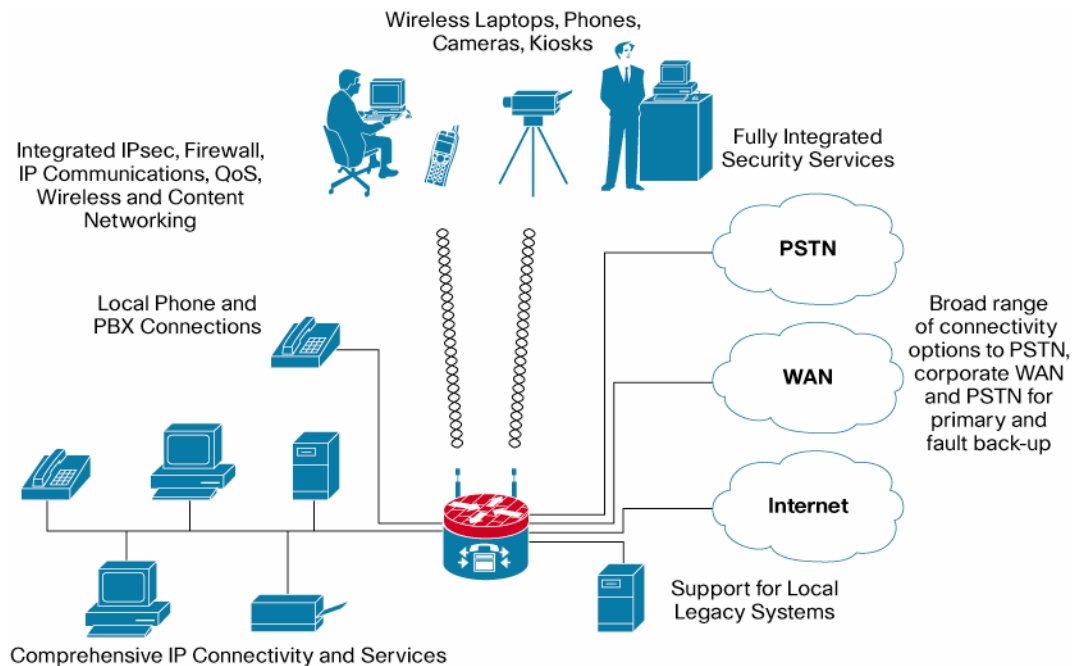 Wireless Laptops, Phones,
Cameras, Kiosks
Integrated IPsec, Firewall,
IP Communications, QoS,
Wireless and Content
Networking
Fully Integrated
Security Services
PSTN
Local Phone and
PBX Connections
Broad range
of connectivity
options to PSTN,
corporate WAN
and PSTN for
primary and
fault back-up
WAN
Internet
Support for Local
Legacy Systems
Comprehensive IP Connectivity and Services